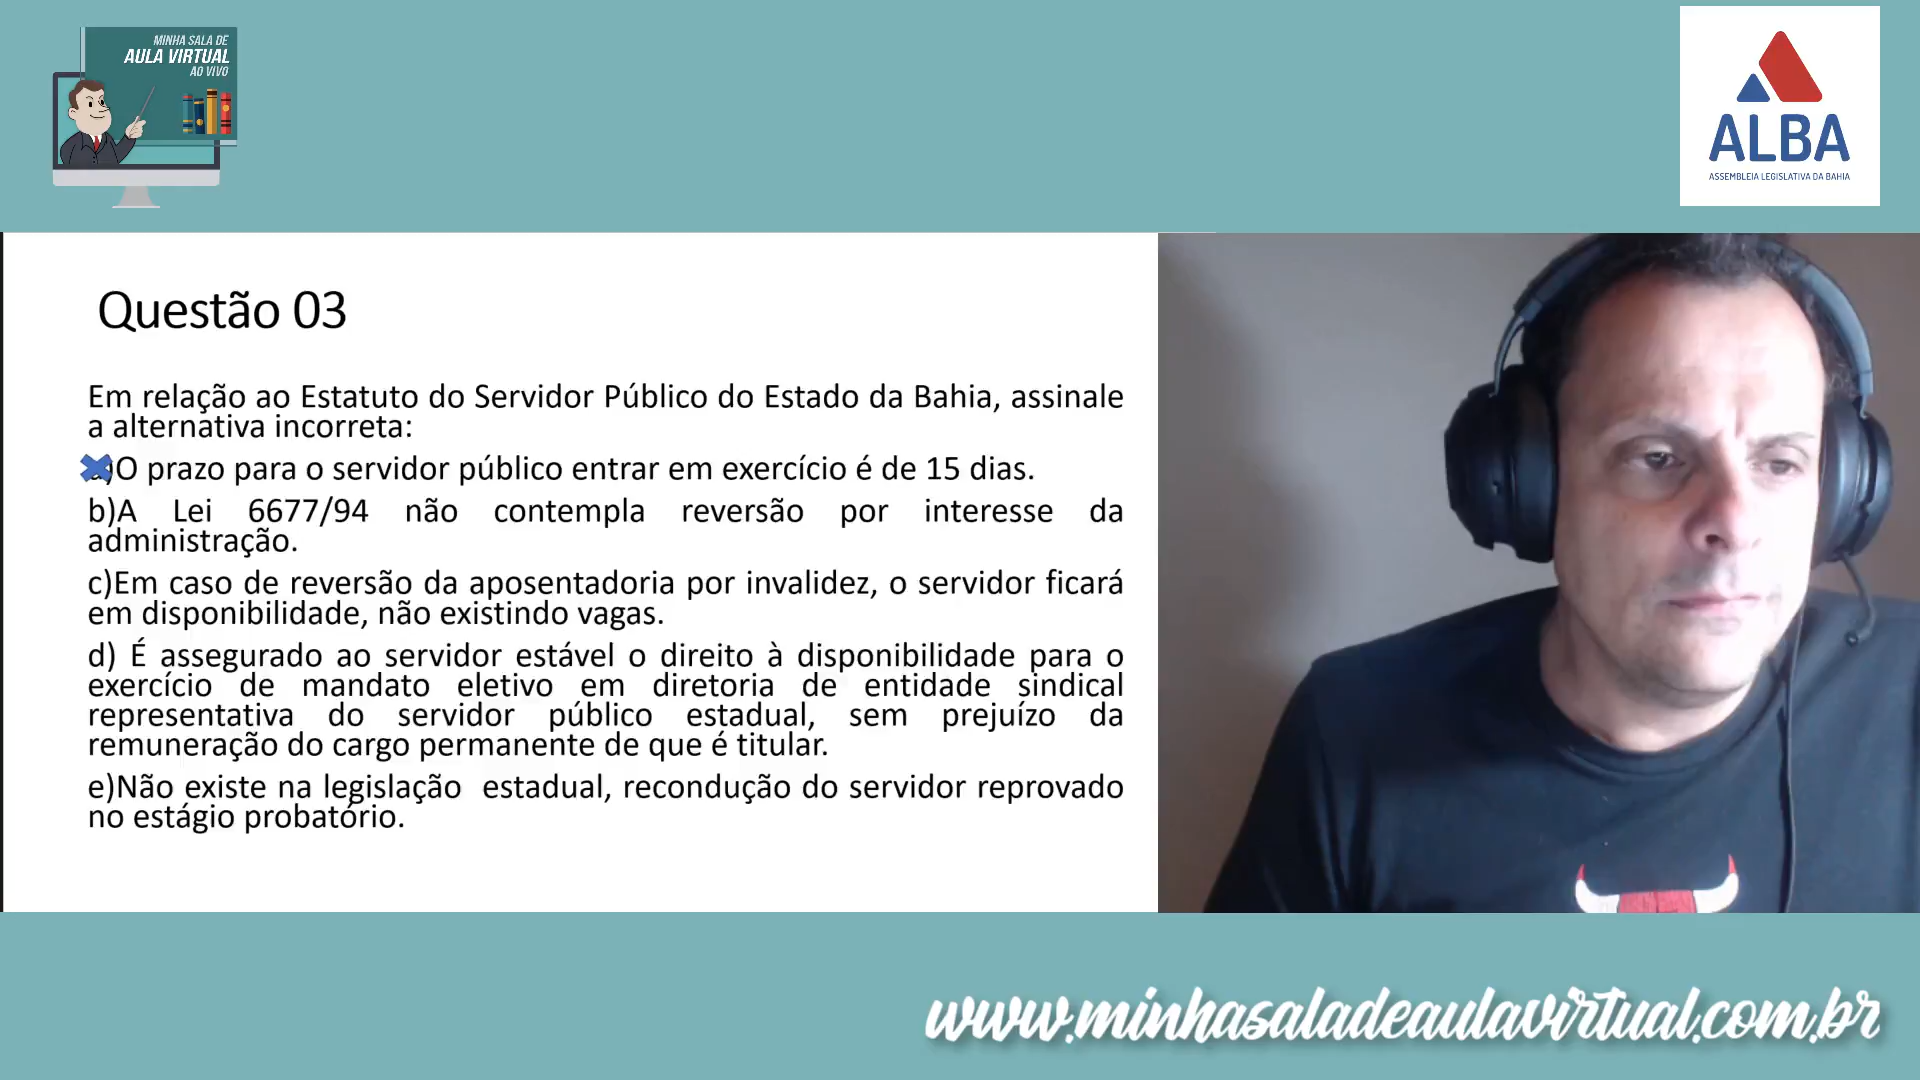 MINHA SALA DE
AULA VIRTUAL
AO VIVO
ALBA
ASSEMBLEIA LEGISLATIVA DA BAHIA
Questão 03
Em relação ao Estatuto do Servidor Público do Estado da Bahia, assinale
a alternativa incorreta:
a)O prazo para o servidor público entrar em exercício é de 15 dias.
b)A Lei 6677/94 não contempla reversão por interesse da
administração.
c)Em caso de reversão da aposentadoria por invalidez, o servidor ficará
em disponibilidade, não existindo vagas.
d) É assegurado ao servidor estável o direito à disponibilidade para o
exercício de mandato eletivo em diretoria de entidade sindical
representativa do servidor público estadual, sem prejuízo da
remuneração do cargo permanente de que é titular.
e)Não existe na legislação estadual, recondução do servidor reprovado
no estágio probatório.
www.minhasaladeaulavirtual.com.br